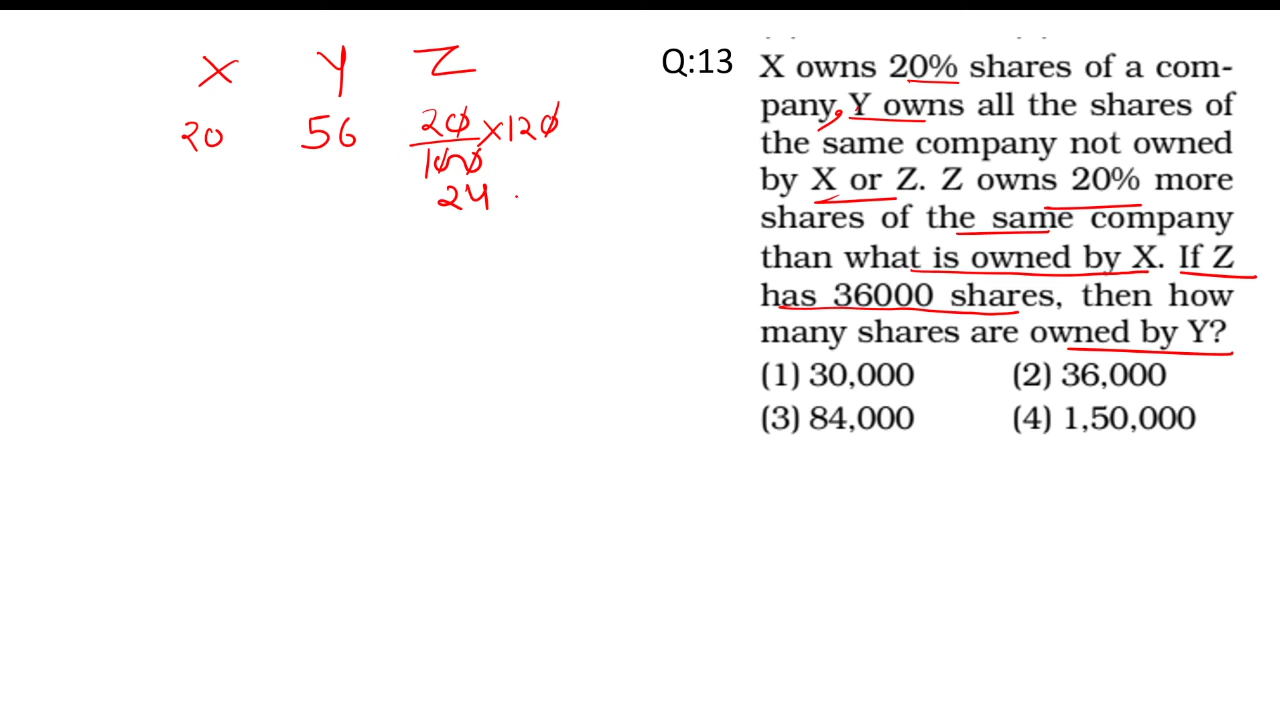 X Y Z
20 56 20/100 × 120
24
Q:13 X owns 20% shares of a com-
pany, Y owns all the shares of
the same company not owned
by X or Z. Z owns 20% more
shares of the same company
than what is owned by X. If Z
has 36000 shares, then how
many shares are owned by Y?
(1) 30,000 (2) 36,000
(3) 84,000 (4) 1,50,000